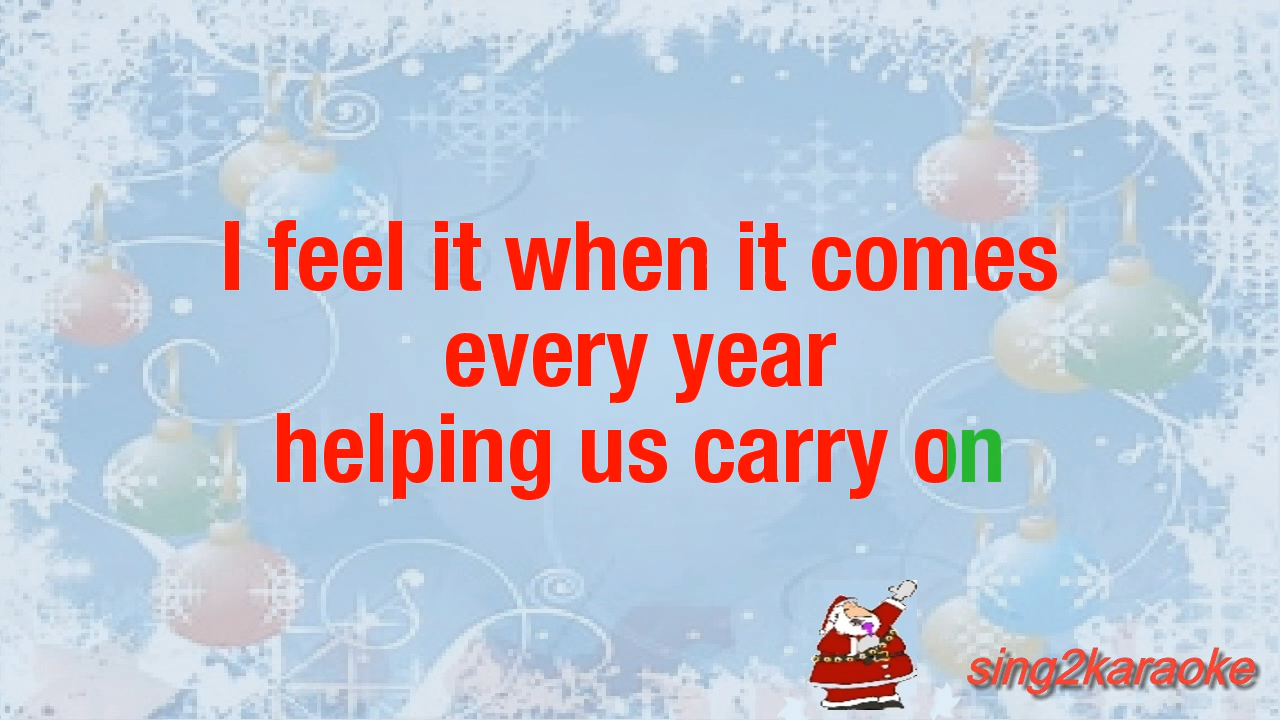 I feel it when it comes
every year
helping us carry on
sing2karaoke